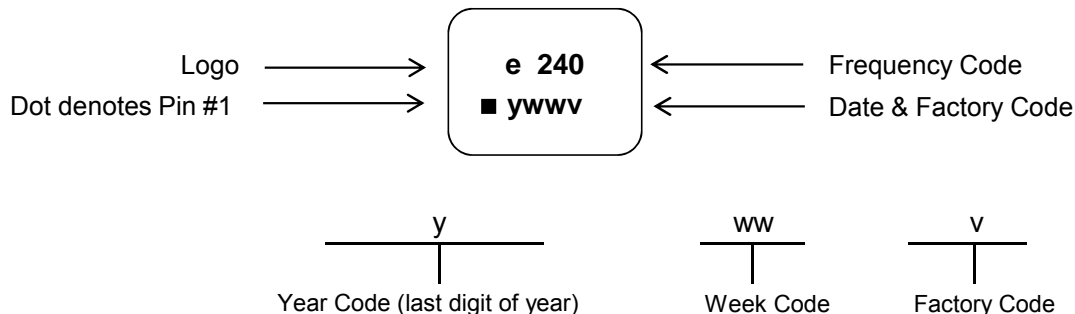 Logo e 240 Frequency Code
Dot denotes Pin #1 ■ ywwv Date & Factory Code
y ww v
Year Code (last digit of year) Week Code Factory Code